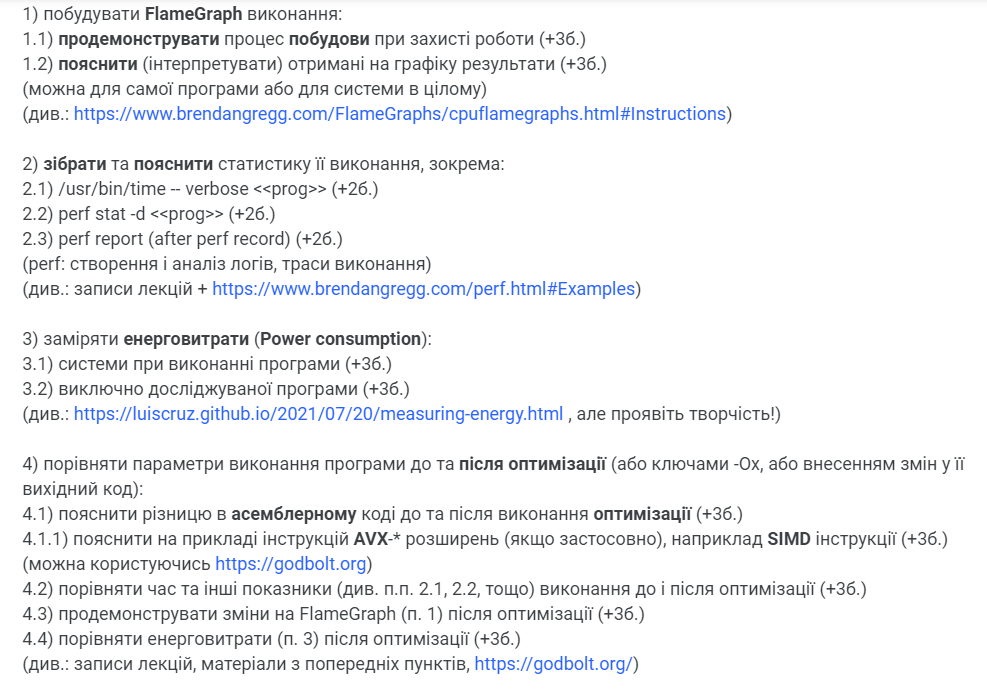 1) побудувати FlameGraph виконання:
1.1) продемонструвати процес побудови при захисті роботи (+3б.)
1.2) пояснити (інтерпретувати) отримані на графіку результати (+3б.)
(можна для самої програми або для системи в цілому)
(див.: https://www.brendangregg.com/FlameGraphs/cpuflamegraphs.html#Instructions)
2) зібрати та пояснити статистику її виконання, зокрема:
2.1) /usr/bin/time -- verbose <<prog>> (+2б.)
2.2) perf stat -d <<prog>> (+2б.)
2.3) perf report (after perf record) (+2б.)
(perf: створення і аналіз логів, траси виконання)
(див.: записи лекцій + https://www.brendangregg.com/perf.html#Examples)
3) заміряти енерговитрати (Power consumption):
3.1) системи при виконанні програми (+3б.)
3.2) виключно досліджуваної програми (+3б.)
(див.: https://luiscruz.github.io/2021/07/20/measuring-energy.html , але проявіть творчість!)
4) порівняти параметри виконання програми до та після оптимізації (або ключами -Ох, або внесенням змін у її
вихідний код):
4.1) пояснити різницю в асемблерному коді до та після виконання оптимізації (+3б.)
4.1.1) пояснити на прикладі інструкцій AVX-* розширень (якщо застосовно), наприклад SIMD інструкції (+3б.)
(можна користуючись https://godbolt.org)
4.2) порівняти час та інші показники (див. п.п. 2.1, 2.2, тощо) виконання до і після оптимізації (+3б.)
4.3) продемонструвати зміни на FlameGraph (п. 1) після оптимізації (+3б.)
4.4) порівняти енерговитрати (п. 3) після оптимізації (+3б.)
(див.: записи лекцій, матеріали з попередніх пунктів, https://godbolt.org/)